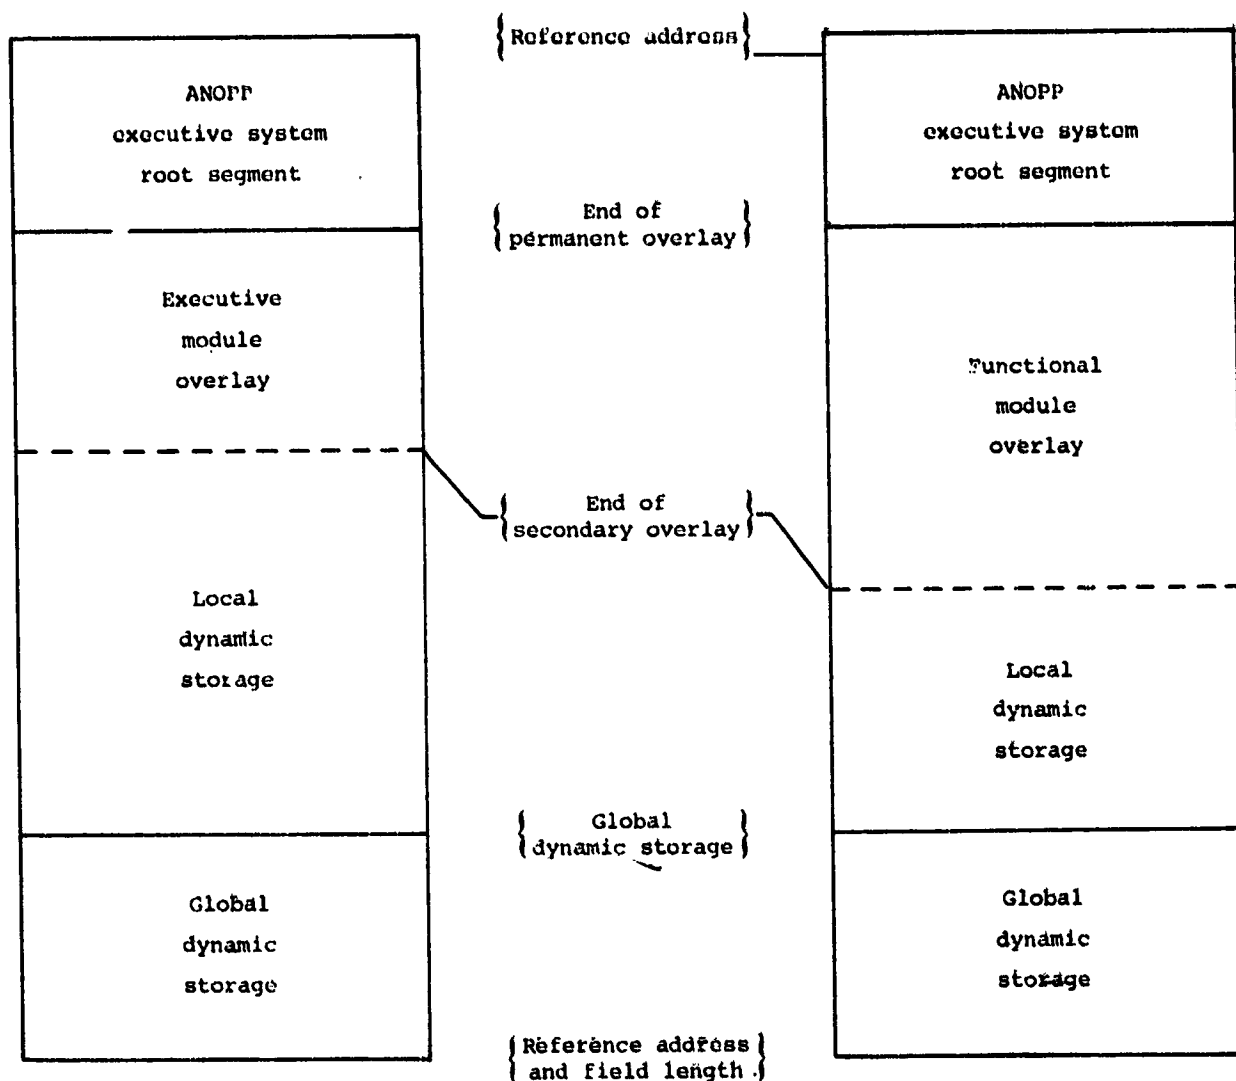 ANOPP
executive system
root segment
Executive
module
overlay
Local
dynamic
storage
Global
dynamic
storage
{Reference address}
{End of
permanent overlay}
{End of
secondary overlay}
{Global
dynamic storage}
{Reference address
and field length}
ANOPP
executive system
root segment
Functional
module
overlay
Local
dynamic
storage
Global
dynamic
storage